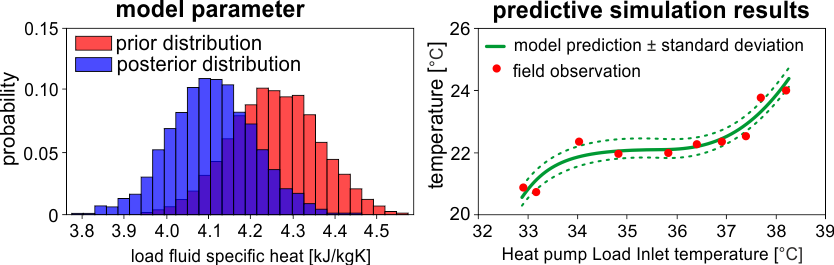 model parameter
0.15
0.10
0.05
0
probability
prior distribution
posterior distribution
3.8 3.9 4.0 4.1 4.2 4.3 4.4 4.5
load fluid specific heat [kJ/kgK]
predictive simulation results
26
24
22
20
temperature [°C]
model prediction ± standard deviation
field observation
32 33 34 35 36 37 38 39
Heat pump Load Inlet temperature [°C]